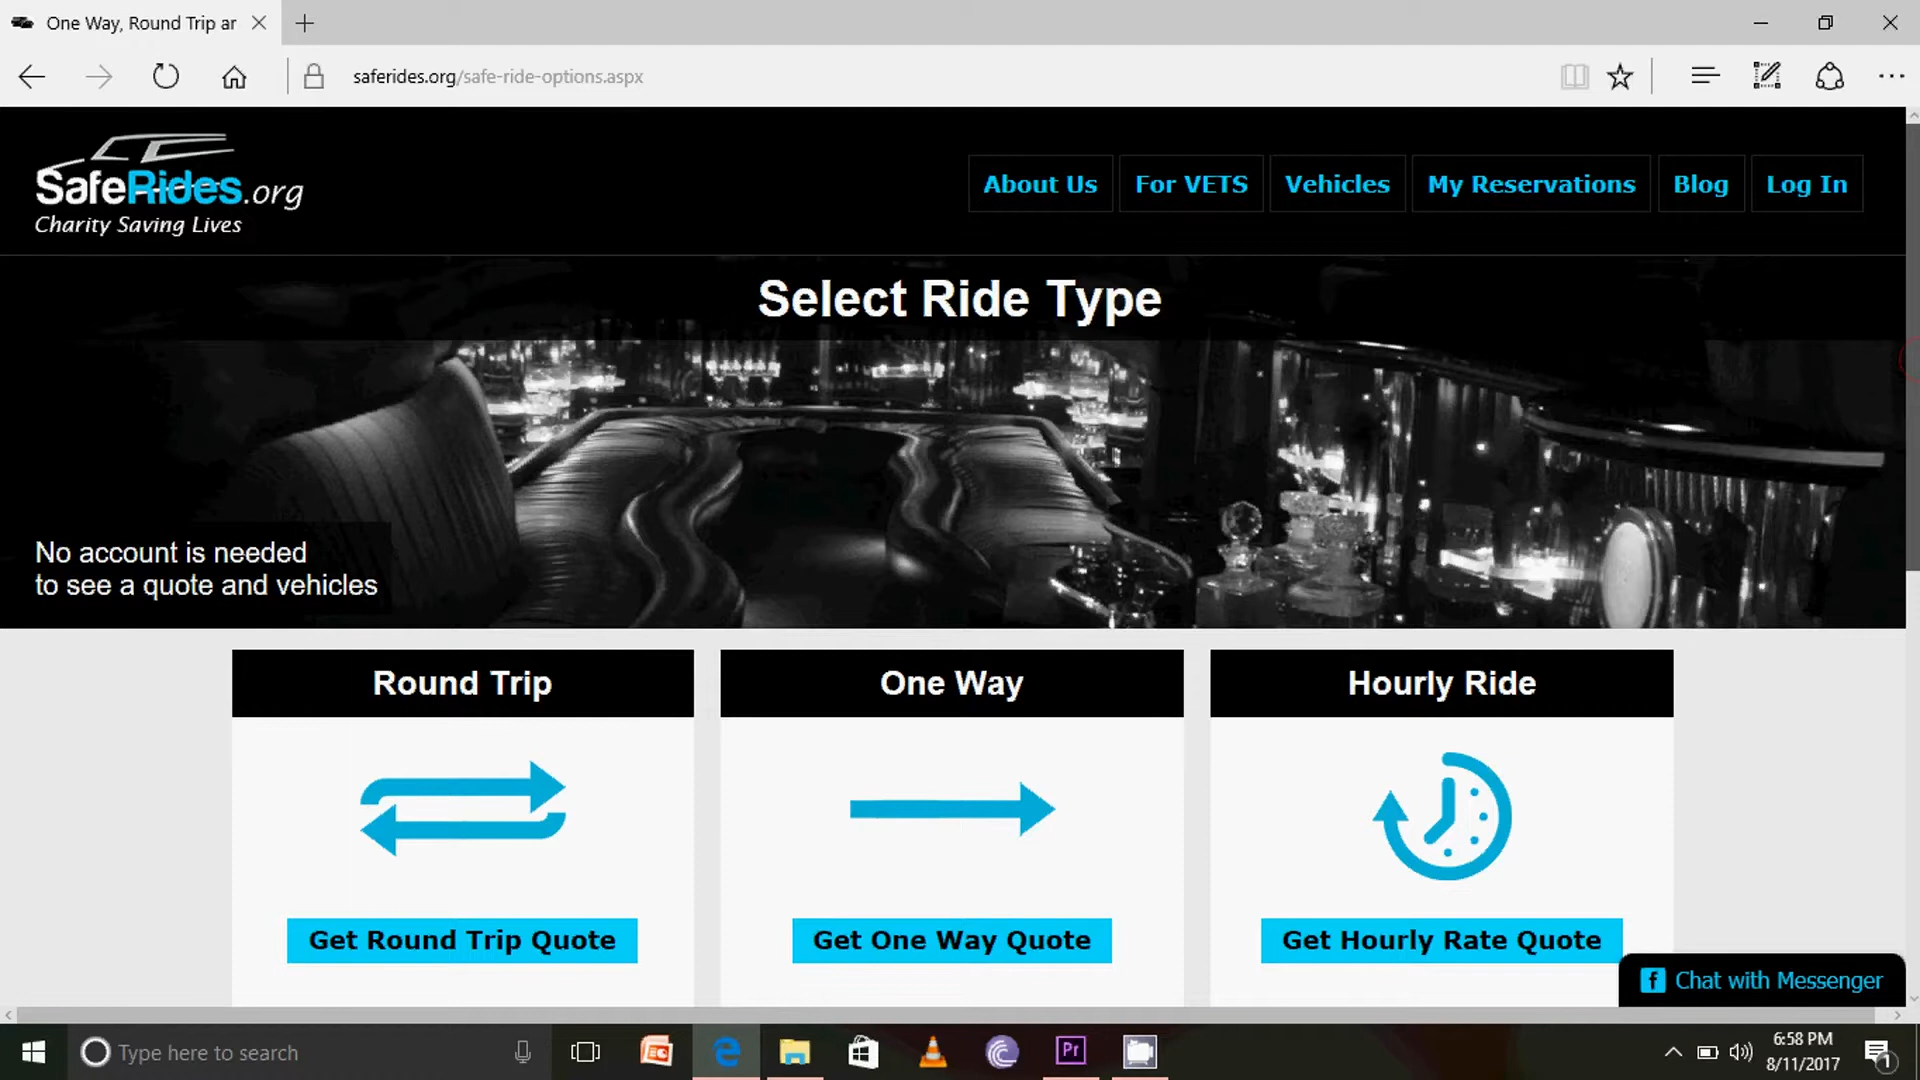 One Way, Round Trip ar
saferides.org/safe-ride-options.aspx
SafeRides.org
Charity Saving Lives
About Us
For VETS
Vehicles
My Reservations
Blog
Log In
Select Ride Type
No account is needed
to see a quote and vehicles
Round Trip
One Way
Hourly Ride
Get Round Trip Quote
Get One Way Quote
Get Hourly Rate Quote
f Chat with Messenger
Type here to search
Pr
6:58 PM
8/11/2017
1